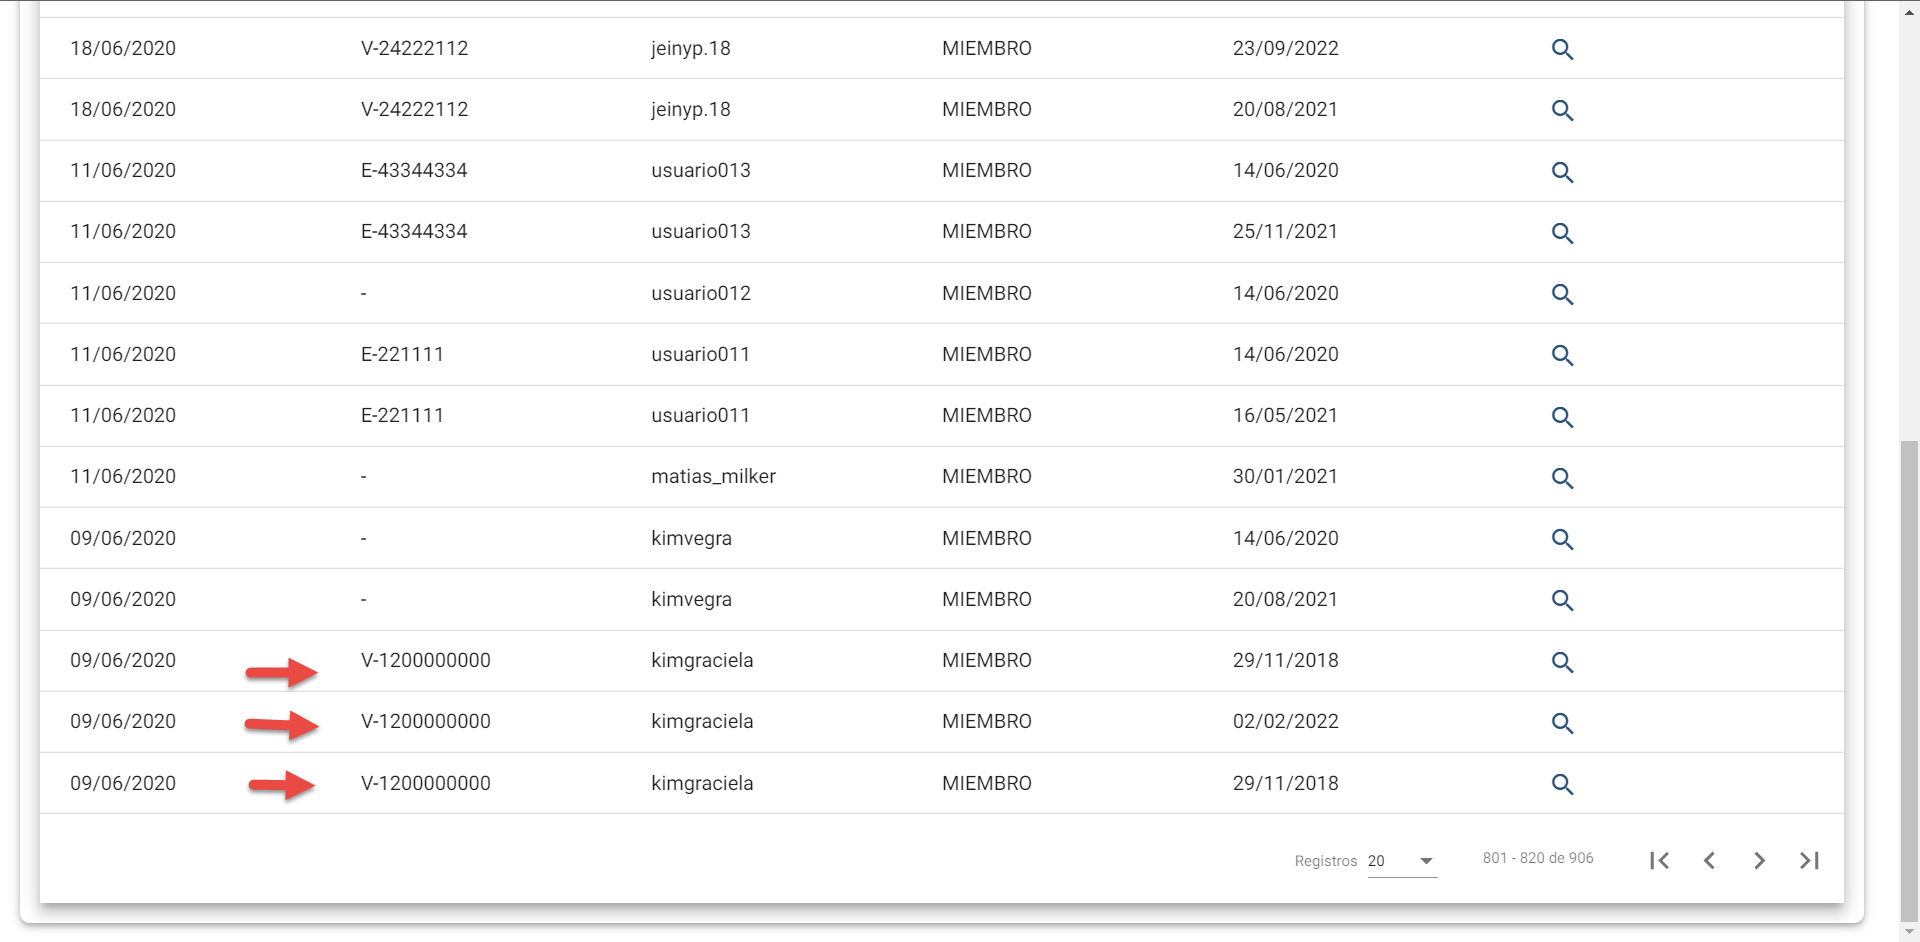 18/06/2020 V-24222112 jeinyp.18 MIEMBRO 23/09/2022
18/06/2020 V-24222112 jeinyp.18 MIEMBRO 20/08/2021
11/06/2020 E-43344334 usuario013 MIEMBRO 14/06/2020
11/06/2020 E-43344334 usuario013 MIEMBRO 25/11/2021
11/06/2020 - usuario012 MIEMBRO 14/06/2020
11/06/2020 E-221111 usuario011 MIEMBRO 14/06/2020
11/06/2020 E-221111 usuario011 MIEMBRO 16/05/2021
11/06/2020 - matias_milker MIEMBRO 30/01/2021
09/06/2020 - kimvegra MIEMBRO 14/06/2020
09/06/2020 - kimvegra MIEMBRO 20/08/2021
09/06/2020 V-1200000000 kimgraciela MIEMBRO 29/11/2018
09/06/2020 V-1200000000 kimgraciela MIEMBRO 02/02/2022
09/06/2020 V-1200000000 kimgraciela MIEMBRO 29/11/2018
Registros 20 801 - 820 de 906